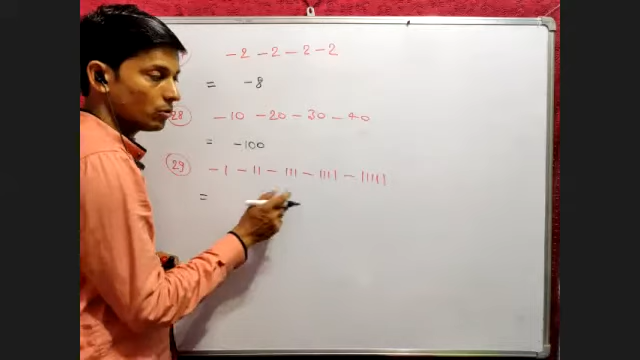 -2 -2 - 2 -2
= -8
28 -10 -20 - 30 - 40
= -100
29 -1 - 11 - 111 - 1111 - 11111
=